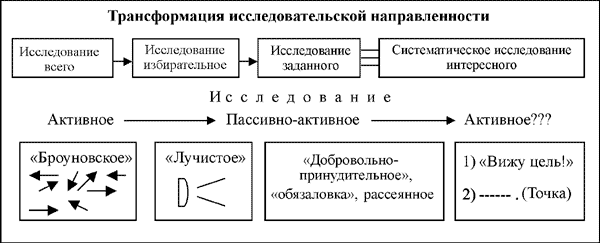 Трансформация исследовательской направленности
Исследование
всего
Исследование
избирательное
Исследование
заданного
Систематическое исследование
интересного
Исследование
Активное
Пассивно-активное
Активное???
«Броуновское»
«Лучистое»
«Добровольно-
принудительное»,
«обязаловка», рассеянное
1) «Вижу цель!»
2) ------ . (Точка)